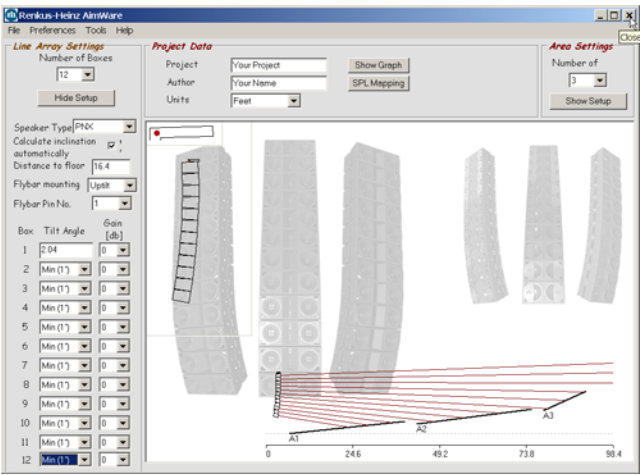 Renkus-Heinz AimWare
File Preferences Tools Help
Close
Line Array Settings
Number of Boxes
12
Hide Setup
Speaker Type PNX
Calculate inclination
automatically
Distance to floor 16.4
Flybar mounting Uptilt
Flybar Pin No. 1
Box Tilt Angle Gain
[db]
1 2.04 0
2 Min (1°) 0
3 Min (1°) 0
4 Min (1°) 0
5 Min (1°) 0
6 Min (1°) 0
7 Min (1°) 0
8 Min (1°) 0
9 Min (1°) 0
10 Min (1°) 0
11 Min (1°) 0
12 Min (1°) 0
Project Data
Project Your Project
Author Your Name
Units Feet
Show Graph
SPL Mapping
Area Settings
Number of
3
Show Setup
A1
A2
A3
0 24.6 49.2 73.8 98.4